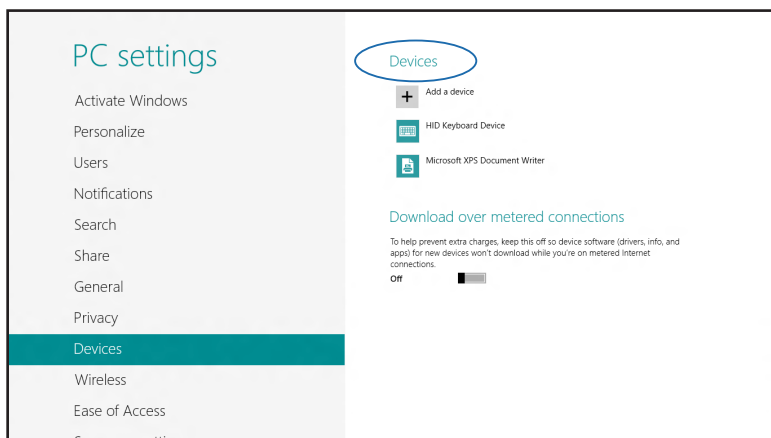 PC settings
Activate Windows
Personalize
Users
Notifications
Search
Share
General
Privacy
Devices
Wireless
Ease of Access
Devices
Add a device
HID Keyboard Device
Microsoft XPS Document Writer
Download over metered connections
To help prevent extra charges, keep this off so device software (drivers, info, and
apps) for new devices won't download while you're on metered Internet
connections.
Off